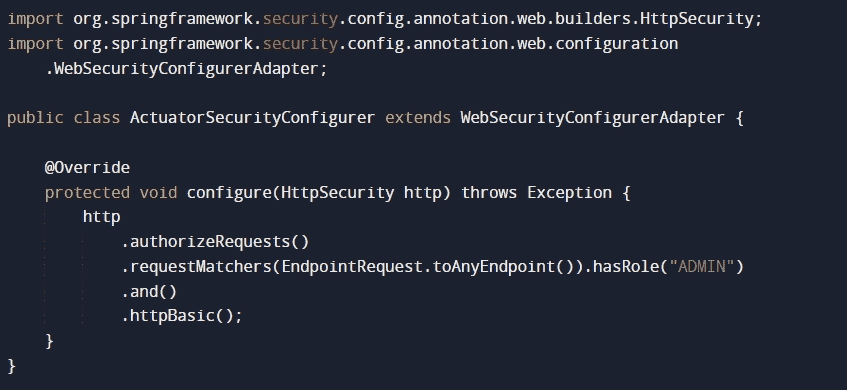 import org.springframework.security.config.annotation.web.builders.HttpSecurity;
import org.springframework.security.config.annotation.web.configuration
    .WebSecurityConfigurerAdapter;

public class ActuatorSecurityConfigurer extends WebSecurityConfigurerAdapter {

    @Override
    protected void configure(HttpSecurity http) throws Exception {
        http
            .authorizeRequests()
            .requestMatchers(EndpointRequest.toAnyEndpoint()).hasRole("ADMIN")
            .and()
            .httpBasic();
    }
}